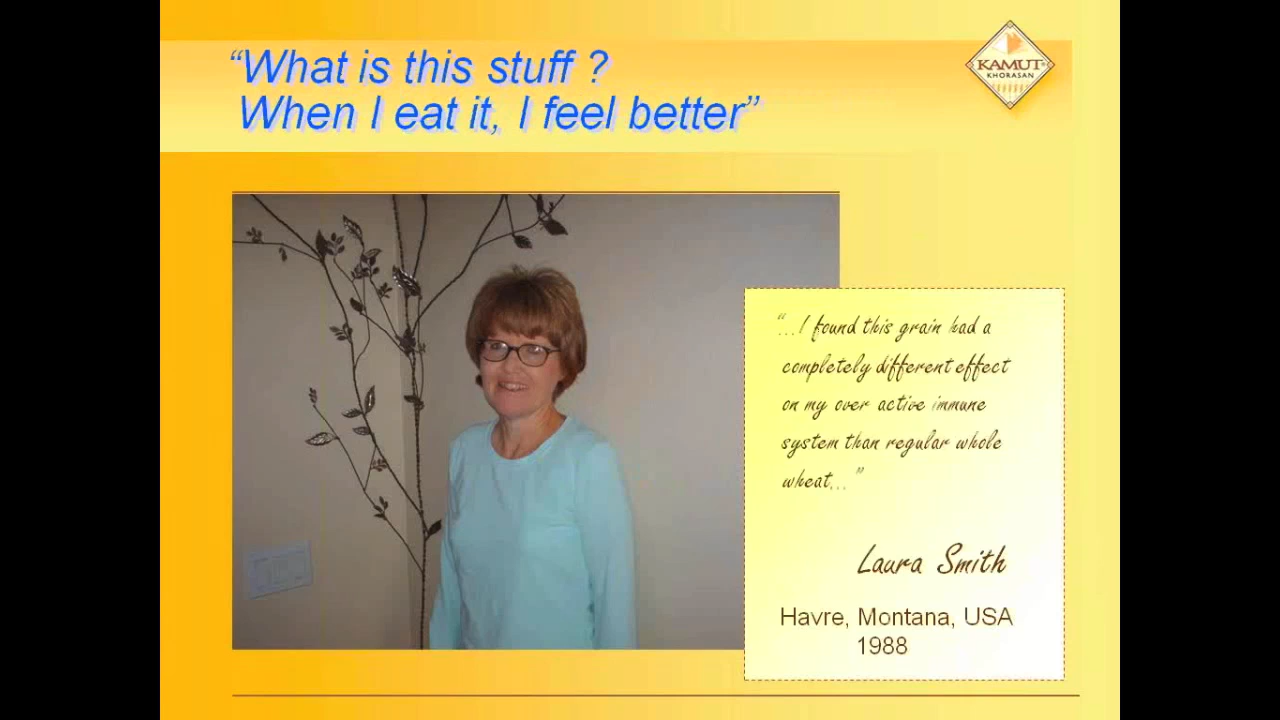 “What is this stuff ?
When I eat it, I feel better”
KAMUT®
KHORASAN
“...I found this grain had a
completely different effect
on my over active immune
system than regular whole
wheat...”
Laura Smith
Havre, Montana, USA
1988